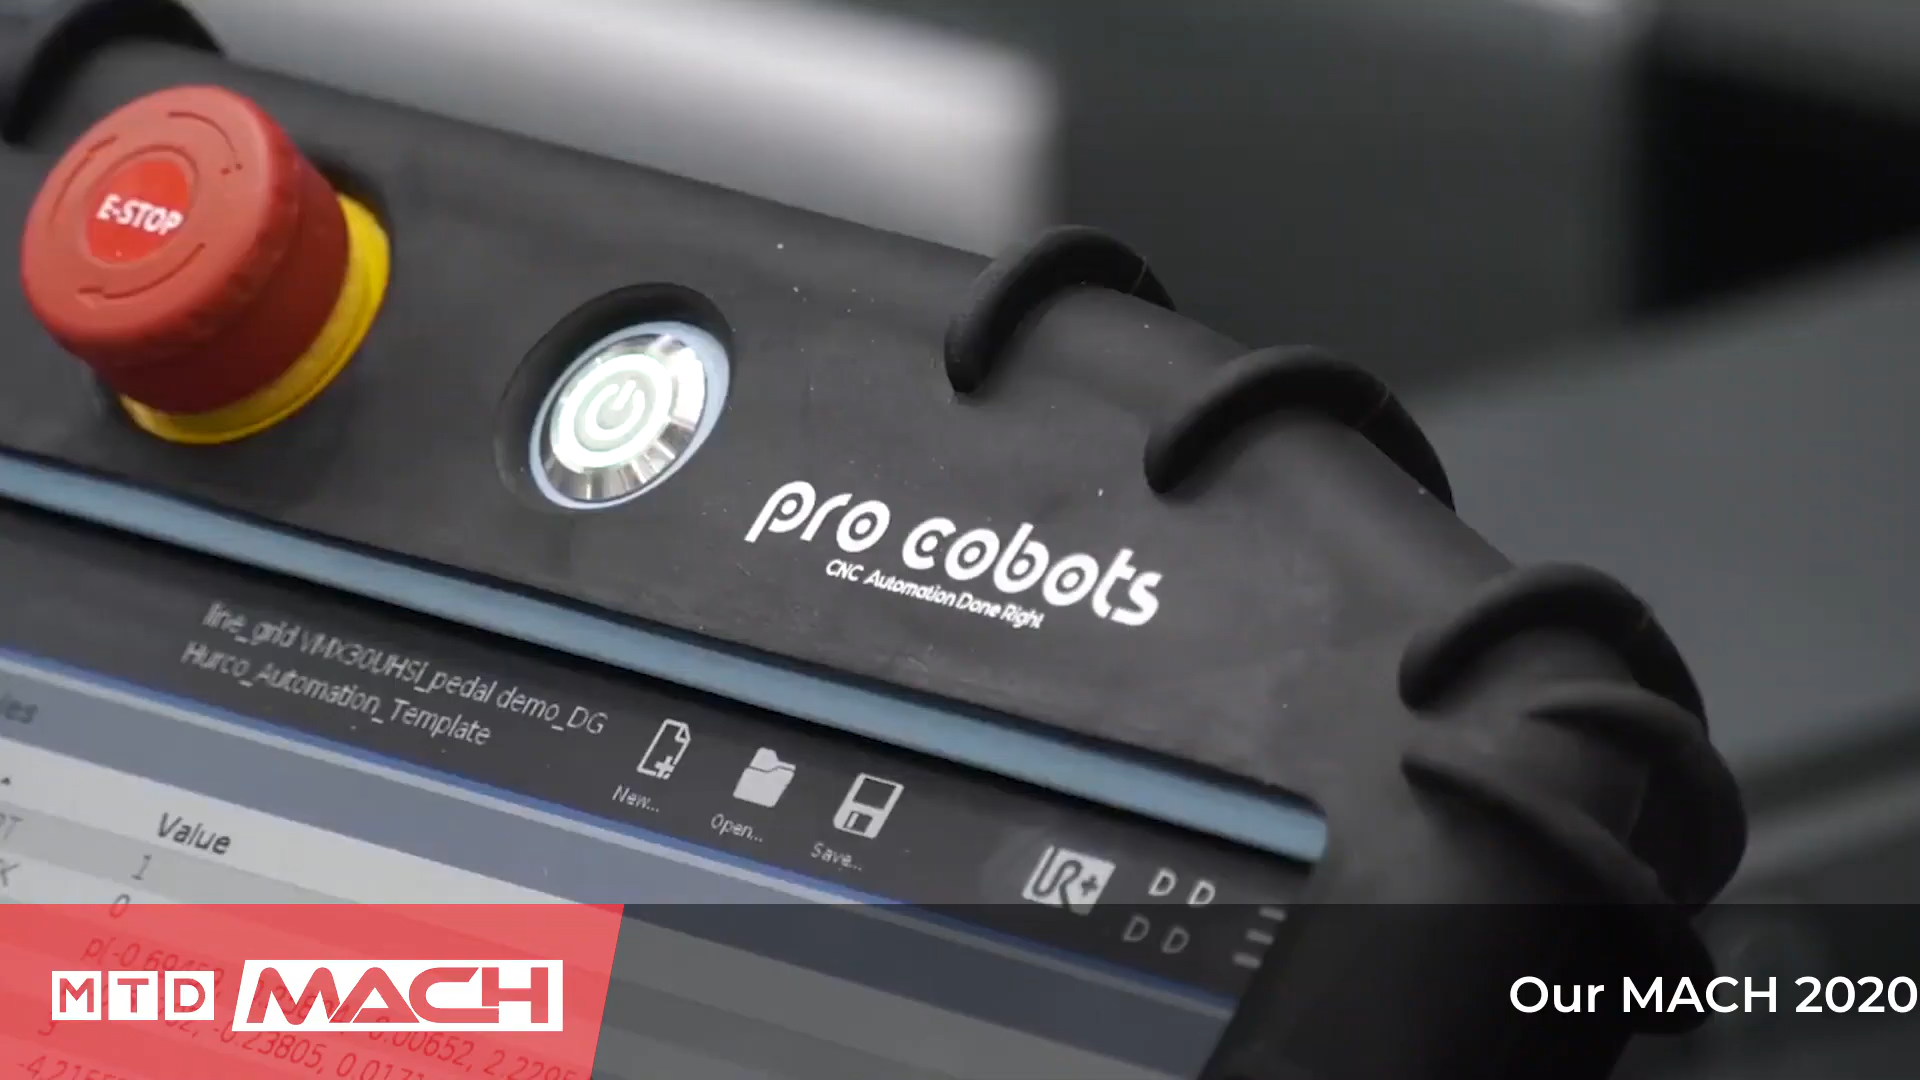 E-STOP
pro cobots
CNC Automation Done Right
line_grid VMX30UHSi_pedal demo_DG
Hurco_Automation_Template
New...
Open...
Save...
UR+
D D
D D
Value
1
0
MTD MACH
Our MACH 2020